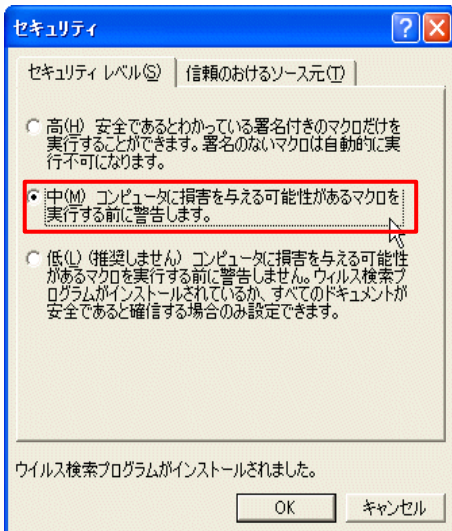 セキュリティ
セキュリティ レベル(S)
信頼のおけるソース元(T)
高(H) 安全であるとわかっている署名付きのマクロだけを
実行することができます。署名のないマクロは自動的に実
行不可になります。
中(M) コンピュータに損害を与える可能性があるマクロを
実行する前に警告します。
低(L) (推奨しません) コンピュータに損害を与える可能性
があるマクロを実行する前に警告しません。ウィルス検索プ
ログラムがインストールされているか、すべてのドキュメントが
安全であると確信する場合のみ設定できます。
ウイルス検索プログラムがインストールされました。
OK
キャンセル